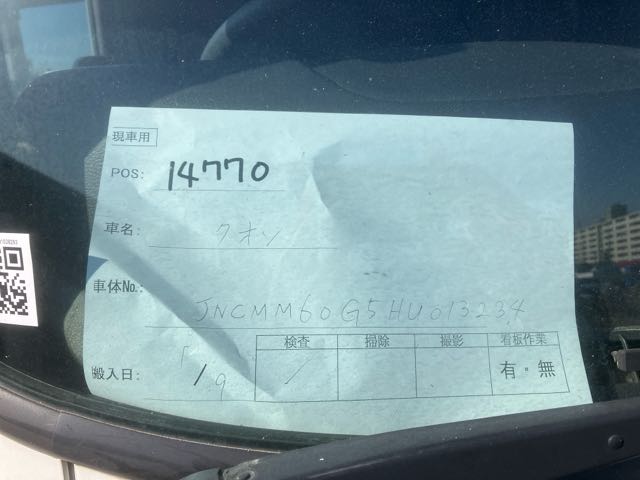 現車用
POS: 14770
車名: クオン
車体No.: JNCMM60G5HU013234
検査 掃除 撮影 看板作業
搬入日: 1/9 有・無